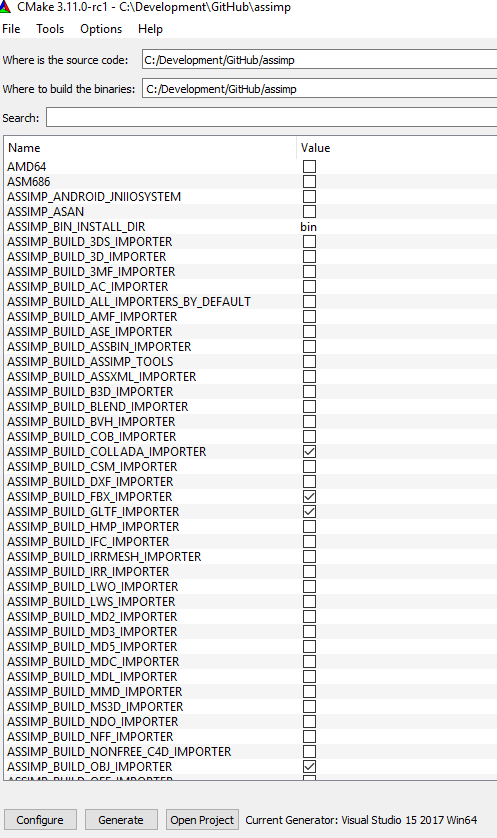 CMake 3.11.0-rc1 - C:\Development\GitHub\assimp
File Tools Options Help
Where is the source code: C:/Development/GitHub/assimp
Where to build the binaries: C:/Development/GitHub/assimp
Search:
Name Value
AMD64
ASM686
ASSIMP_ANDROID_JNIIOSYSTEM
ASSIMP_ASAN
ASSIMP_BIN_INSTALL_DIR bin
ASSIMP_BUILD_3DS_IMPORTER
ASSIMP_BUILD_3D_IMPORTER
ASSIMP_BUILD_3MF_IMPORTER
ASSIMP_BUILD_AC_IMPORTER
ASSIMP_BUILD_ALL_IMPORTERS_BY_DEFAULT
ASSIMP_BUILD_AMF_IMPORTER
ASSIMP_BUILD_ASE_IMPORTER
ASSIMP_BUILD_ASSBIN_IMPORTER
ASSIMP_BUILD_ASSIMP_TOOLS
ASSIMP_BUILD_ASSXML_IMPORTER
ASSIMP_BUILD_B3D_IMPORTER
ASSIMP_BUILD_BLEND_IMPORTER
ASSIMP_BUILD_BVH_IMPORTER
ASSIMP_BUILD_COB_IMPORTER
ASSIMP_BUILD_COLLADA_IMPORTER
ASSIMP_BUILD_CSM_IMPORTER
ASSIMP_BUILD_DXF_IMPORTER
ASSIMP_BUILD_FBX_IMPORTER
ASSIMP_BUILD_GLTF_IMPORTER
ASSIMP_BUILD_HMP_IMPORTER
ASSIMP_BUILD_IFC_IMPORTER
ASSIMP_BUILD_IRRMESH_IMPORTER
ASSIMP_BUILD_IRR_IMPORTER
ASSIMP_BUILD_LWO_IMPORTER
ASSIMP_BUILD_LWS_IMPORTER
ASSIMP_BUILD_MD2_IMPORTER
ASSIMP_BUILD_MD3_IMPORTER
ASSIMP_BUILD_MD5_IMPORTER
ASSIMP_BUILD_MDC_IMPORTER
ASSIMP_BUILD_MDL_IMPORTER
ASSIMP_BUILD_MMD_IMPORTER
ASSIMP_BUILD_MS3D_IMPORTER
ASSIMP_BUILD_NDO_IMPORTER
ASSIMP_BUILD_NFF_IMPORTER
ASSIMP_BUILD_NONFREE_C4D_IMPORTER
ASSIMP_BUILD_OBJ_IMPORTER
Configure Generate Open Project Current Generator: Visual Studio 15 2017 Win64